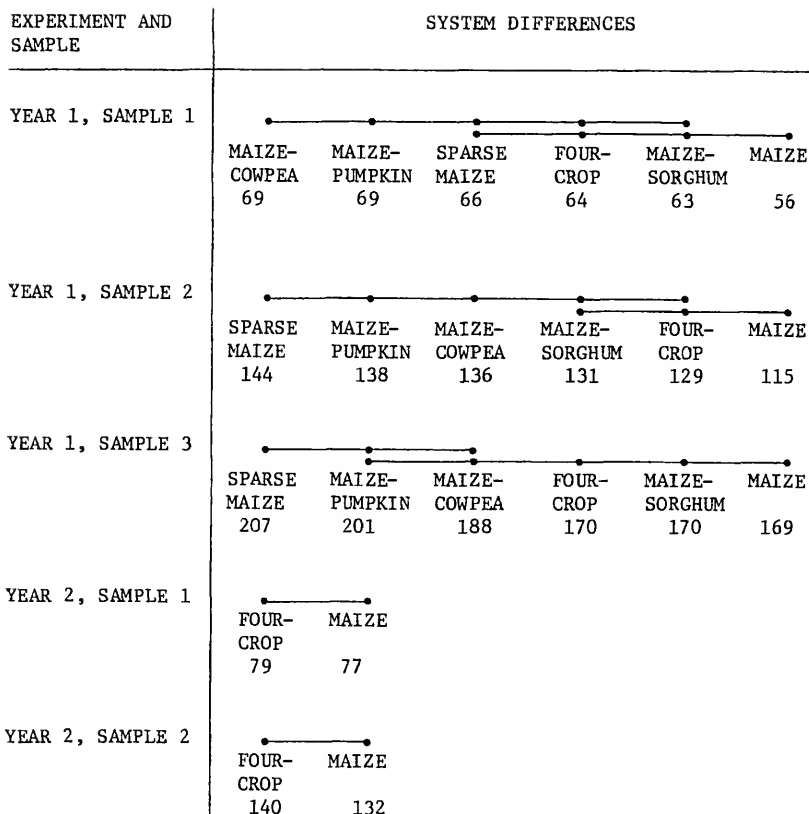 EXPERIMENT AND SAMPLE SYSTEM DIFFERENCES
YEAR 1, SAMPLE 1
MAIZE- MAIZE- SPARSE FOUR- MAIZE- MAIZE
COWPEA PUMPKIN MAIZE CROP SORGHUM
69 69 66 64 63 56
YEAR 1, SAMPLE 2
SPARSE MAIZE- MAIZE- MAIZE- FOUR- MAIZE
MAIZE PUMPKIN COWPEA SORGHUM CROP
144 138 136 131 129 115
YEAR 1, SAMPLE 3
SPARSE MAIZE- MAIZE- FOUR- MAIZE- MAIZE
MAIZE PUMPKIN COWPEA CROP SORGHUM
207 201 188 170 170 169
YEAR 2, SAMPLE 1
FOUR- MAIZE
CROP
79 77
YEAR 2, SAMPLE 2
FOUR- MAIZE
CROP
140 132